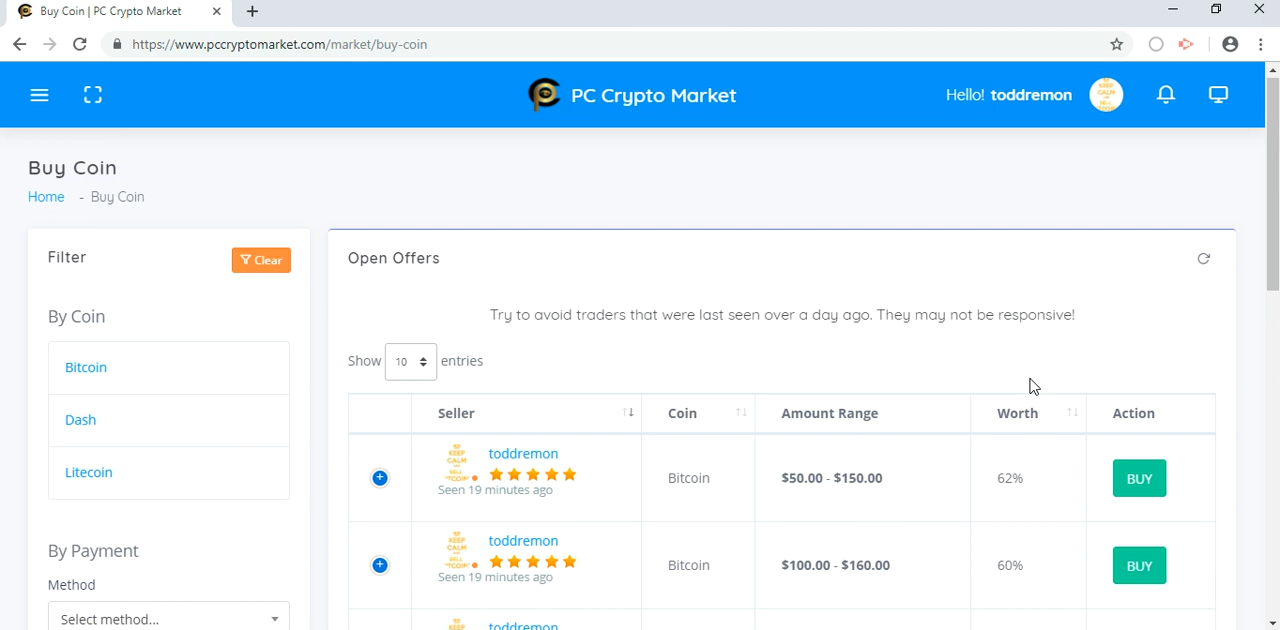 Buy Coin | PC Crypto Market
https://www.pccryptomarket.com/market/buy-coin
PC Crypto Market
Hello! toddremon
Buy Coin
Home - Buy Coin
Filter
Clear
By Coin
Bitcoin
Dash
Litecoin
By Payment
Method
Select method...
Open Offers
Try to avoid traders that were last seen over a day ago. They may not be responsive!
Show 10 entries
Seller Coin Amount Range Worth Action
toddremon
Seen 19 minutes ago
Bitcoin $50.00 - $150.00 62% BUY
toddremon
Seen 19 minutes ago
Bitcoin $100.00 - $160.00 60% BUY
toddremon